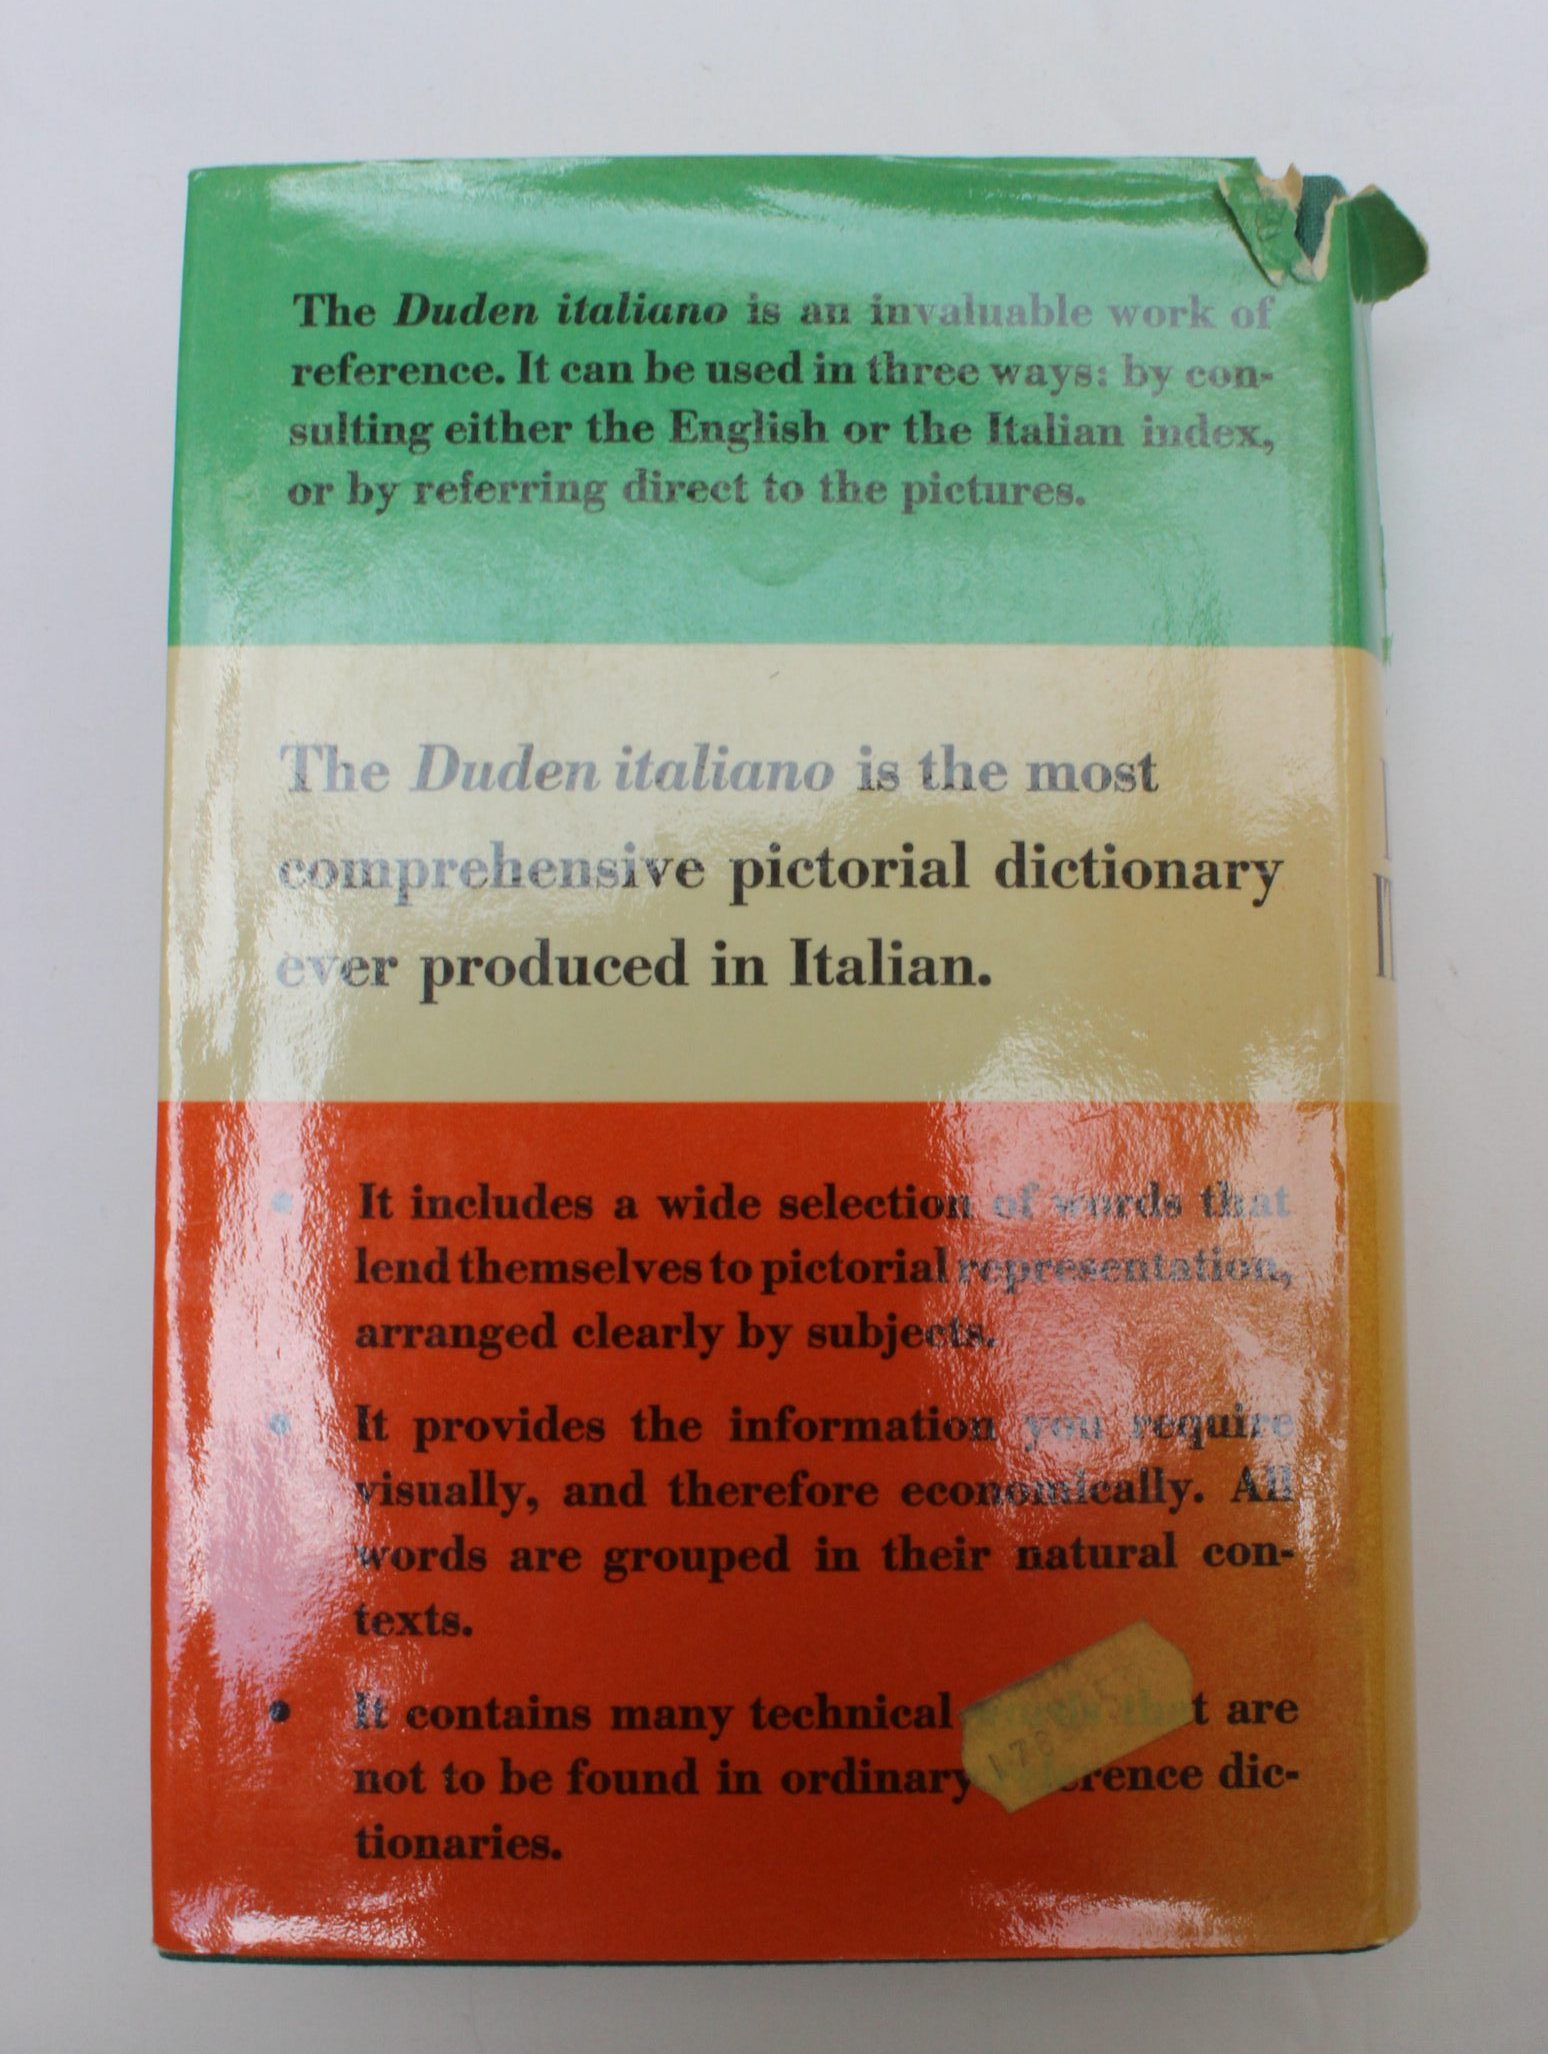 The Duden italiano is an invaluable work of
reference. It can be used in three ways: by con-
sulting either the English or the Italian index,
or by referring direct to the pictures.
The Duden italiano is the most
comprehensive pictorial dictionary
ever produced in Italian.
• It includes a wide selection of words that
lend themselves to pictorial representation,
arranged clearly by subjects.
• It provides the information you require
visually, and therefore economically. All
words are grouped in their natural con-
texts.
• It contains many technical that are
not to be found in ordinary dic-
tionaries.